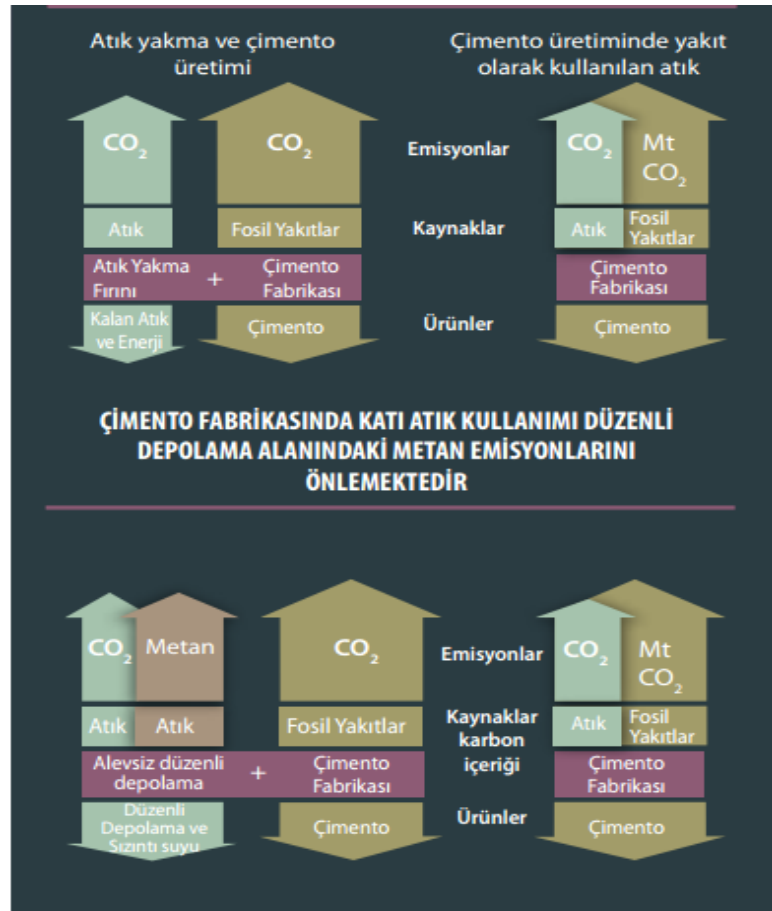 Atık yakma ve çimento
üretimi
Çimento üretiminde yakıt
olarak kullanılan atık
CO₂
CO₂
Emisyonlar
CO₂
Mt
CO₂
Atık
Fosil Yakıtlar
Kaynaklar
Atık
Fosil
Yakıtlar
Atık Yakma
Fırını
+
Çimento
Fabrikası
Çimento
Fabrikası
Kalan Atık
ve Enerji
Çimento
Ürünler
Çimento
ÇİMENTO FABRİKASINDA KATI ATIK KULLANIMI DÜZENLİ
DEPOLAMA ALANINDAKİ METAN EMİSYONLARINI
ÖNLEMEKTEDİR
CO₂
Metan
CO₂
Emisyonlar
CO₂
Mt
CO₂
Atık
Atık
Fosil Yakıtlar
Kaynaklar
karbon
içeriği
Atık
Fosil
Yakıtlar
Alevsiz düzenli
depolama
+
Çimento
Fabrikası
Çimento
Fabrikası
Düzenli
Depolama ve
Sızıntı suyu
Çimento
Ürünler
Çimento